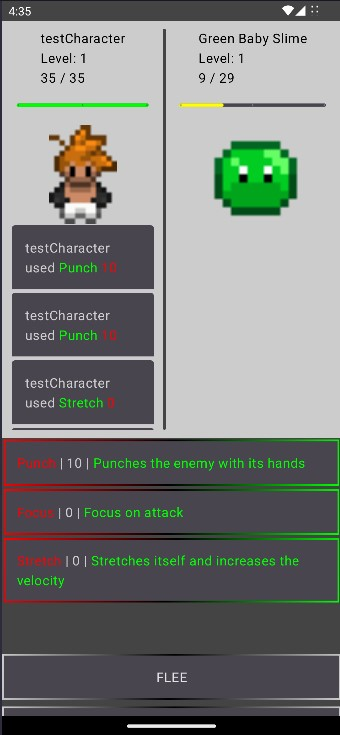 4:35
testCharacter
Level: 1
35 / 35
Green Baby Slime
Level: 1
9 / 29
testCharacter
used Punch 10
testCharacter
used Punch 10
testCharacter
used Stretch 0
Punch | 10 | Punches the enemy with its hands
Focus | 0 | Focus on attack
Stretch | 0 | Stretches itself and increases the
velocity
FLEE